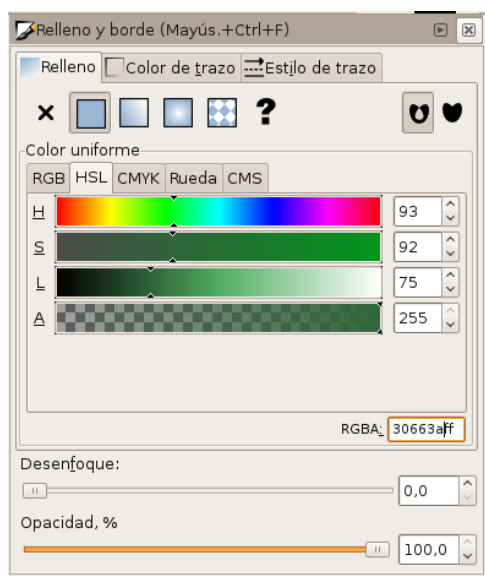 Relleno y borde (Mayús.+Ctrl+F)
Relleno Color de trazo Estilo de trazo
?
Color uniforme
RGB HSL CMYK Rueda CMS
H 93
S 92
L 75
A 255
RGBA: 30663aff
Desenfoque:
0,0
Opacidad, %
100,0